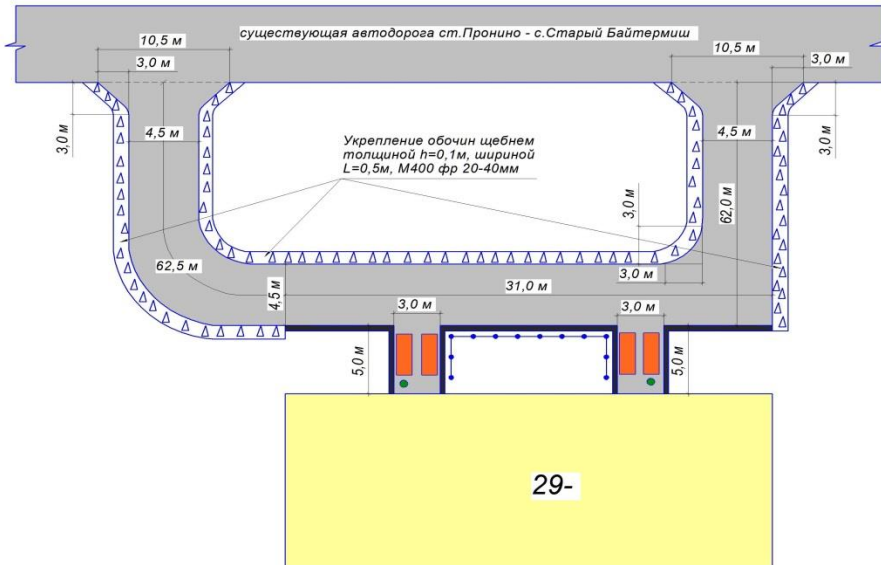 существующая автодорога ст.Пронино - с.Старый Байтермиш
10,5 м
10,5 м
3,0 м
3,0 м
3,0 м
4,5 м
Укрепление обочин щебнем
толщиной h=0,1м, шириной
L=0,5м, М400 фр 20-40мм
4,5 м
3,0 м
3,0 м
62,0 м
62,5 м
4,5 м
3,0 м
31,0 м
3,0 м
3,0 м
5,0 м
5,0 м
29-